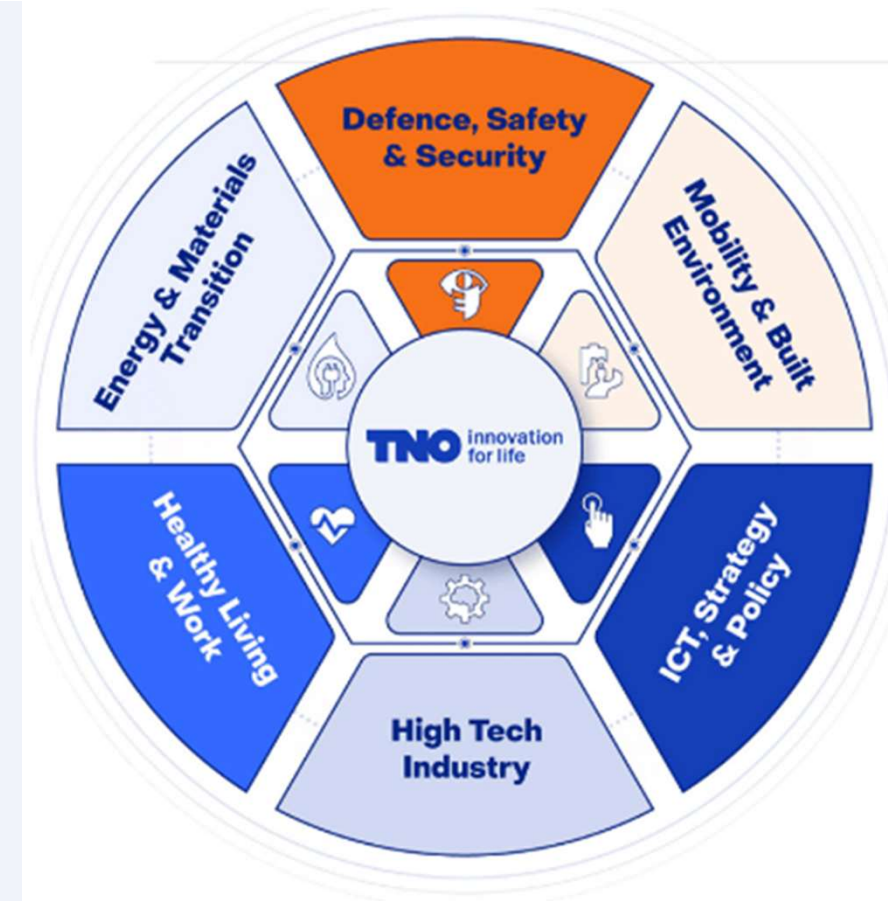 Defence, Safety
& Security
Mobility & Built
Environment
ICT, Strategy
& Policy
High Tech
Industry
Healthy Living
& Work
Energy & Materials
Transition
TNO innovation
for life